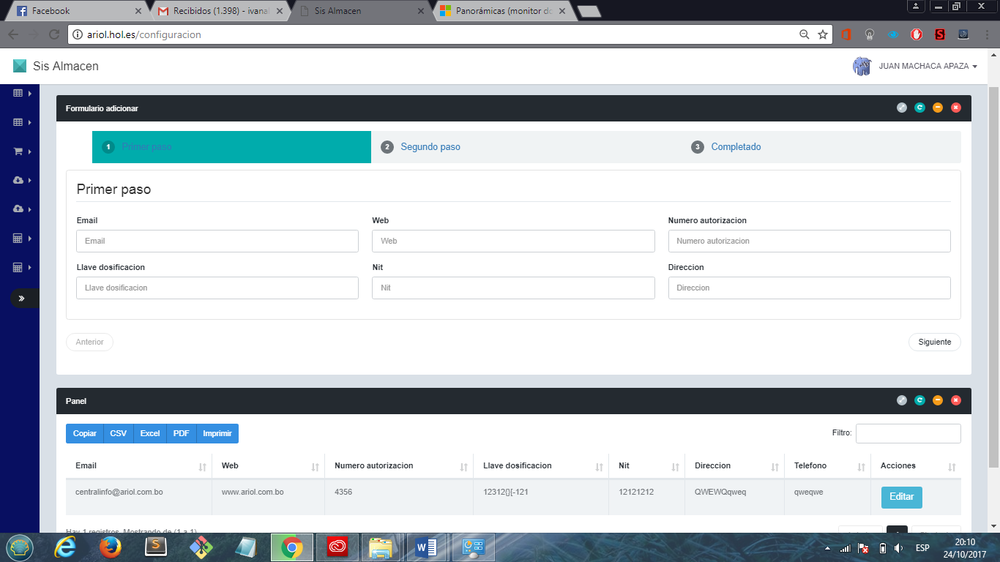 Facebook
Recibidos (1.398) - ivanal
Sis Almacen
Panorámicas (monitor do
ariol.hol.es/configuracion
Sis Almacen
JUAN MACHACA APAZA
Formulario adicionar
1 Primer paso
2 Segundo paso
3 Completado
Primer paso
Email
Web
Numero autorizacion
Email
Web
Numero autorizacion
Llave dosificacion
Nit
Direccion
Llave dosificacion
Nit
Direccion
Anterior
Siguiente
Panel
Copiar CSV Excel PDF Imprimir
Filtro:
Email Web Numero autorizacion Llave dosificacion Nit Direccion Telefono Acciones
centralinfo@ariol.com.bo www.ariol.com.bo 4356 12312{}[-121 12121212 QWEWQqweq qweqwe Editar
Hay 1 registros. Mostrando de (1 a 1)
ESP
20:10
24/10/2017